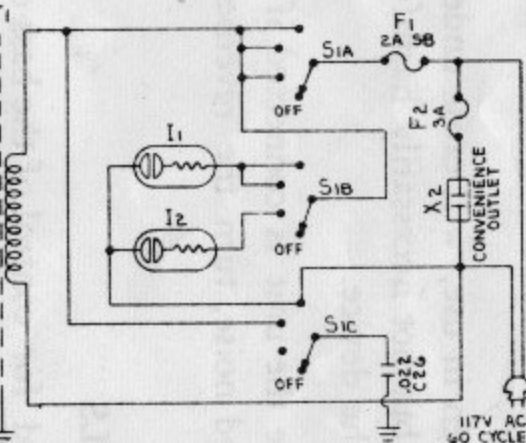 F1
2A SB
S1A
OFF
F2
3A
I1
S1B
X2
CONVENIENCE
OUTLET
I2
OFF
S1C
.022
C26
OFF
117V AC
60 CYCLE